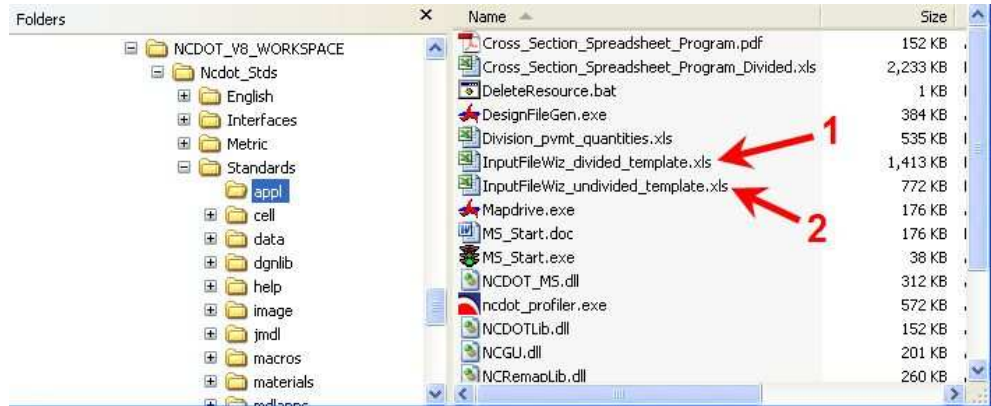 Folders
NCDOT_V8_WORKSPACE
Ncdot_Stds
English
Interfaces
Metric
Standards
appl
cell
data
dgnlib
help
image
jmdl
macros
materials
Name Size
Cross_Section_Spreadsheet_Program.pdf 152 KB
Cross_Section_Spreadsheet_Program_Divided.xls 2,233 KB
DeleteResource.bat 1 KB
DesignFileGen.exe 384 KB
Division_pvmt_quantities.xls 535 KB
InputFileWiz_divided_template.xls 1,413 KB
InputFileWiz_undivided_template.xls 772 KB
Mapdrive.exe 176 KB
MS_Start.doc 176 KB
MS_Start.exe 38 KB
NCDOT_MS.dll 312 KB
ncdot_profiler.exe 572 KB
NCDOTLib.dll 152 KB
NCGU.dll 201 KB
NCRemapLib.dll 260 KB
1
2